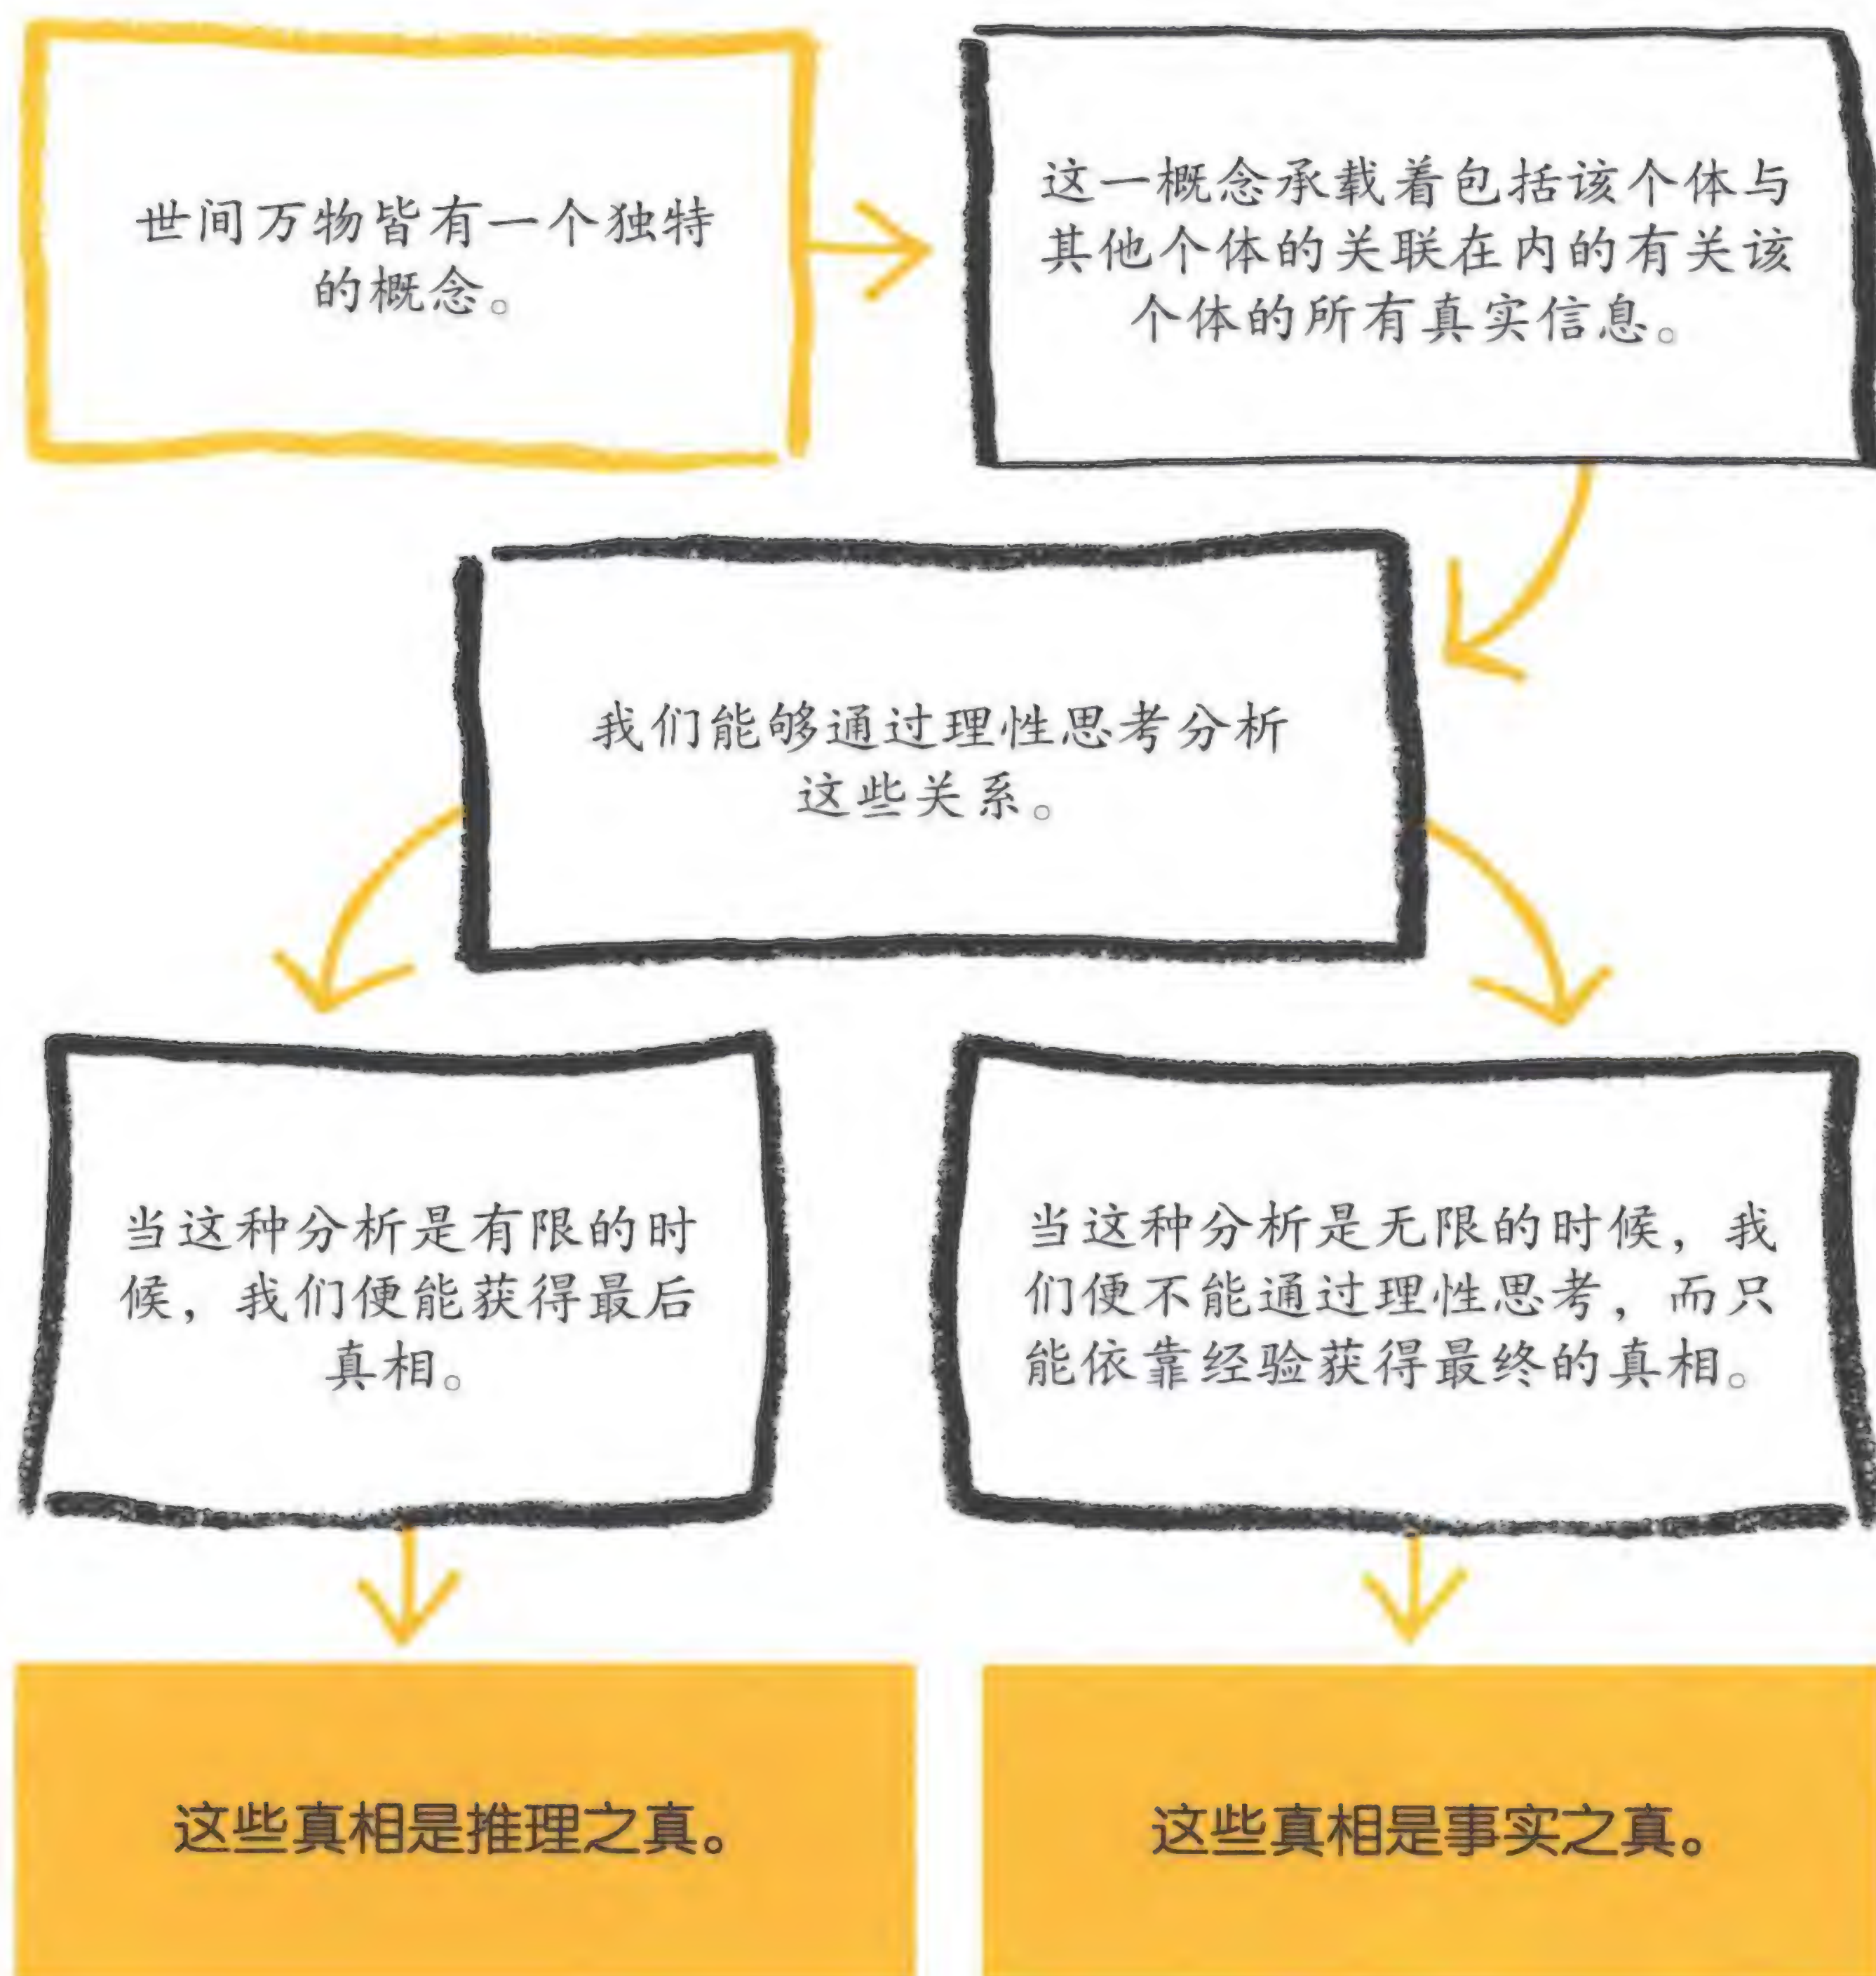 世间万物皆有一个独特
的概念。
这一概念承载着包括该个体与
其他个体的关联在内的有关该
个体的所有真实信息。
我们能够通过理性思考分析
这些关系。
当这种分析是有限的时
候，我们便能获得最后
真相。
当这种分析是无限的时候，我
们便不能通过理性思考，而只
能依靠经验获得最终的真相。
这些真相是推理之真。
这些真相是事实之真。